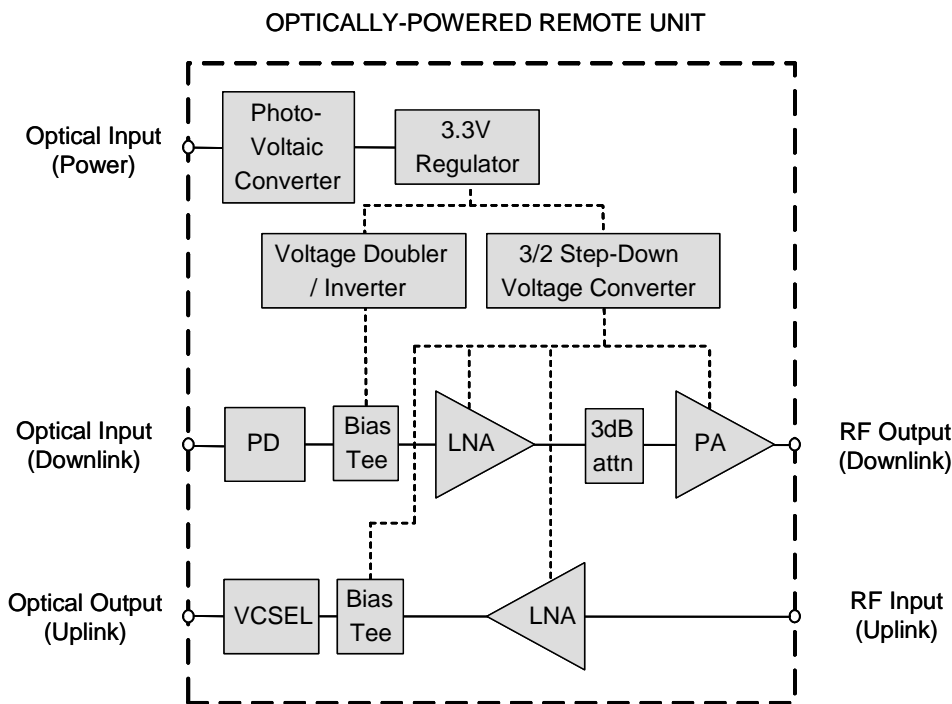 OPTICALLY-POWERED REMOTE UNIT
Optical Input
(Power)
Photo-
Voltaic
Converter
3.3V
Regulator
Voltage Doubler
/ Inverter
3/2 Step-Down
Voltage Converter
Optical Input
(Downlink)
PD
Bias
Tee
LNA
3dB
attn
PA
RF Output
(Downlink)
Optical Output
(Uplink)
VCSEL
Bias
Tee
LNA
RF Input
(Uplink)